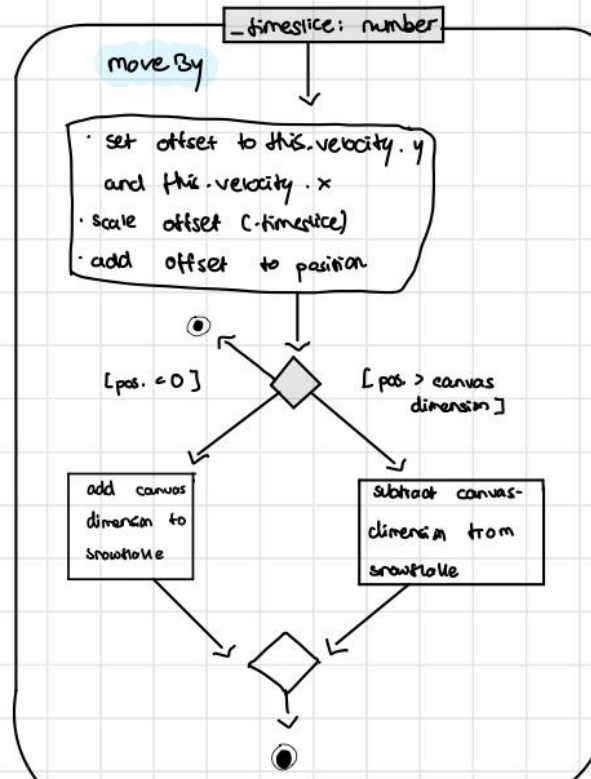 _timeslice: number
moveBy
· set offset to this.velocity.y
and this.velocity.x
· scale offset (_timeslice)
· add offset to position
[pos. < 0]
[pos. > canvas
dimension]
add canvas
dimension to
snowflake
subtract canvas-
dimension from
snowflake